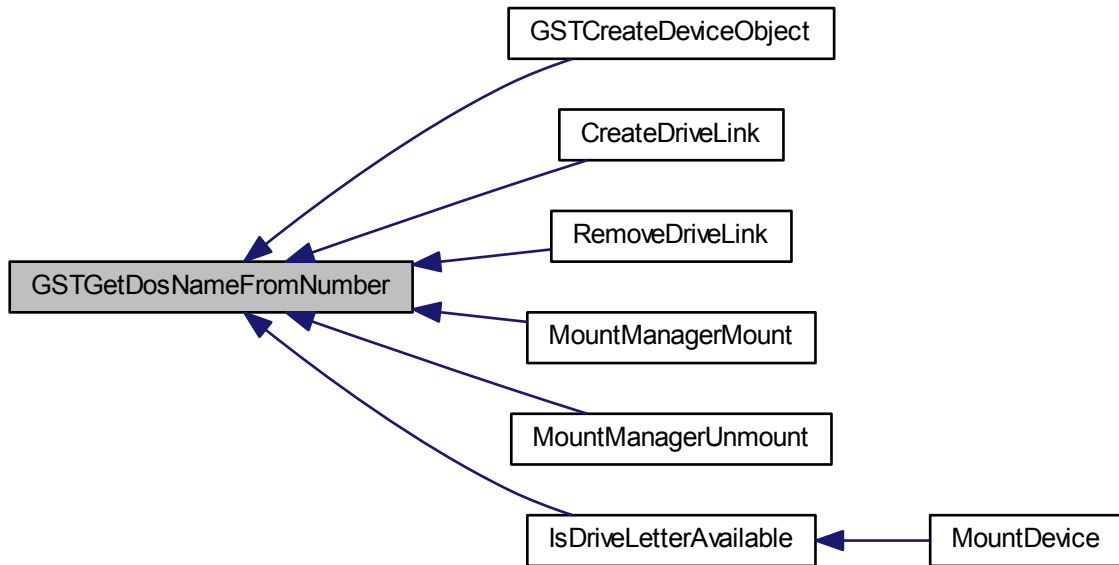 GSTCreateDeviceObject
CreateDriveLink
RemoveDriveLink
GSTGetDosNameFromNumber
MountManagerMount
MountManagerUnmount
IsDriveLetterAvailable
MountDevice